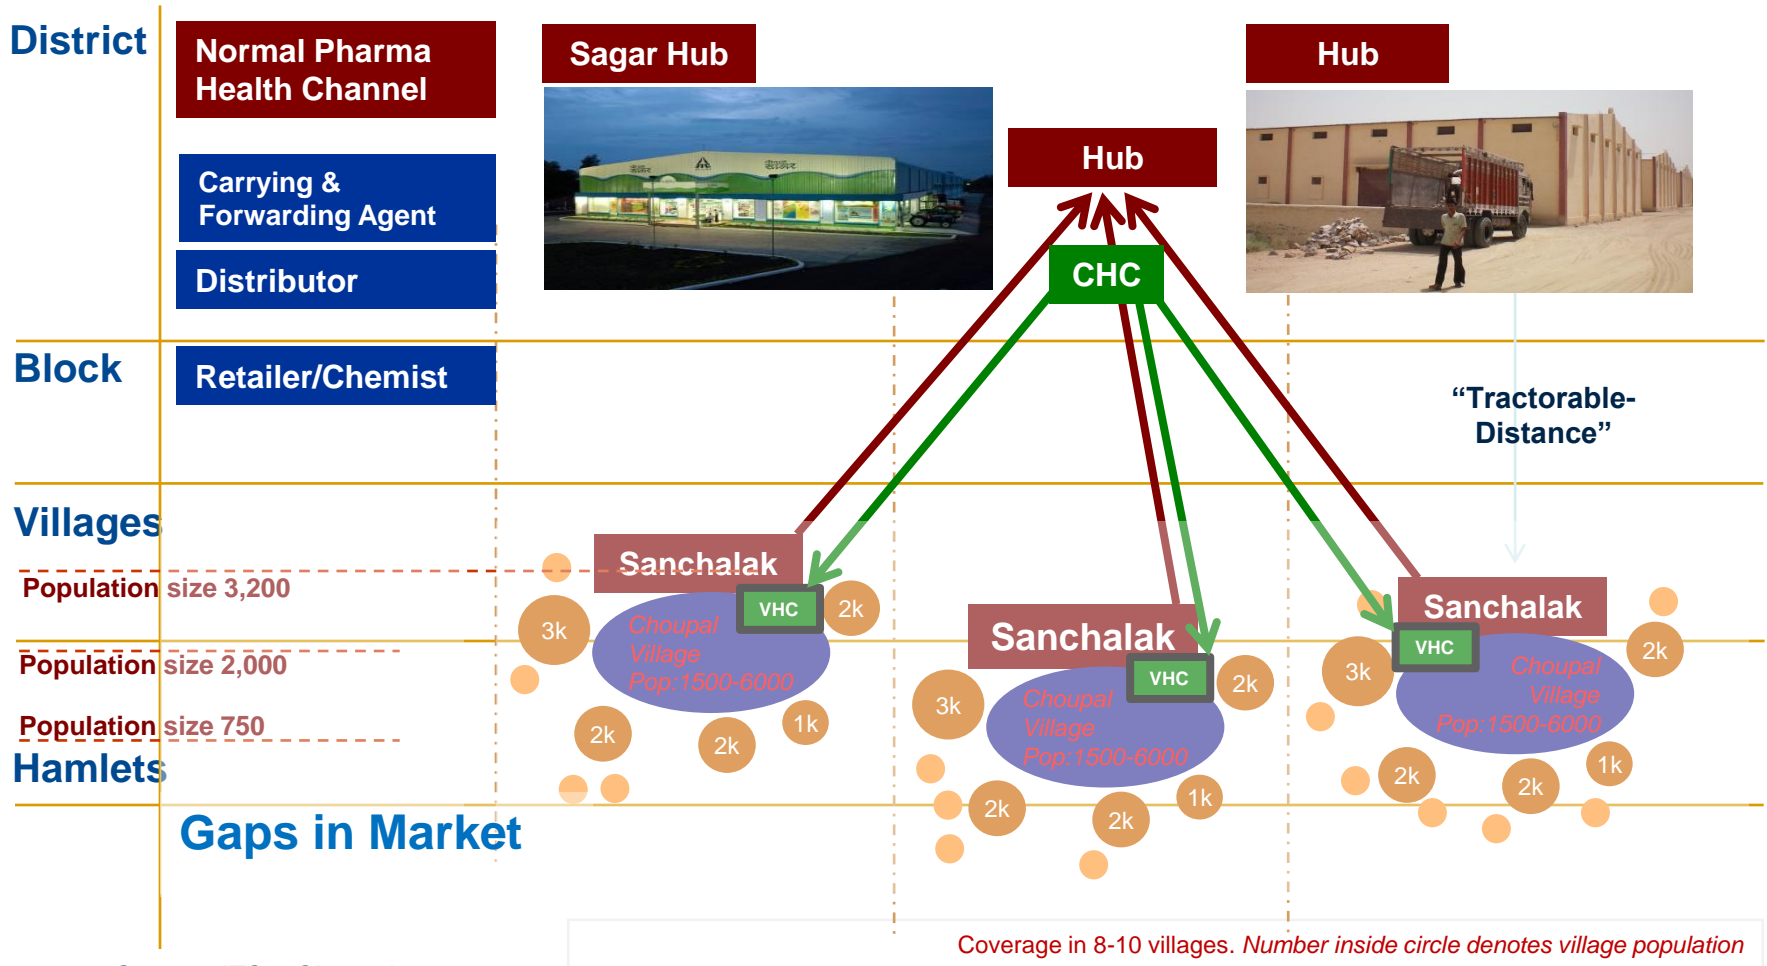 District
Normal Pharma
Health Channel
Sagar Hub
Hub
Hub
Carrying &
Forwarding Agent
CHC
Distributor
Block
Retailer/Chemist
“Tractorable-
Distance”
Villages
Population size 3,200
Population size 2,000
Population size 750
Hamlets
Gaps in Market
Sanchalak
VHC
2k
3k
Choupal
Village
Pop:1500-6000
2k
2k
1k
Sanchalak
VHC
2k
3k
Choupal
Village
Pop:1500-6000
2k
2k
1k
Sanchalak
VHC
2k
3k
Choupal
Village
Pop:1500-6000
2k
2k
1k
Coverage in 8-10 villages. Number inside circle denotes village population